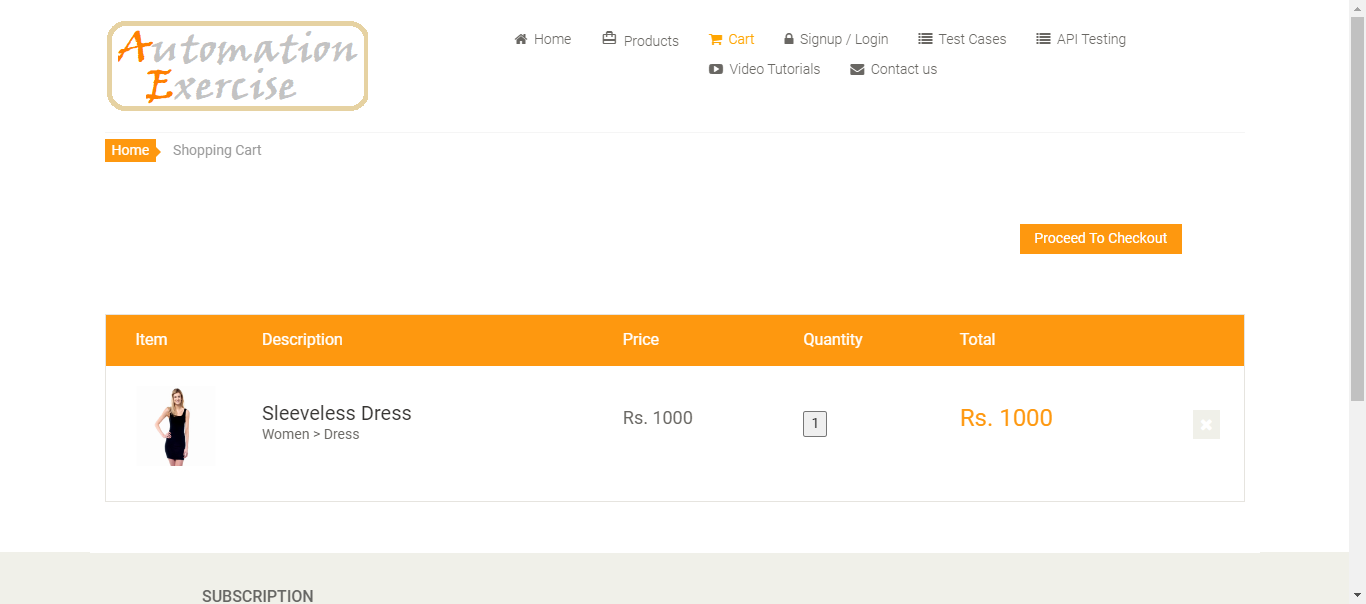 Automation
Exercise
Home
Products
Cart
Signup / Login
Test Cases
API Testing
Video Tutorials
Contact us
Home
Shopping Cart
Proceed To Checkout
Item Description Price Quantity Total
Sleeveless Dress
Women > Dress
Rs. 1000
1
Rs. 1000
SUBSCRIPTION